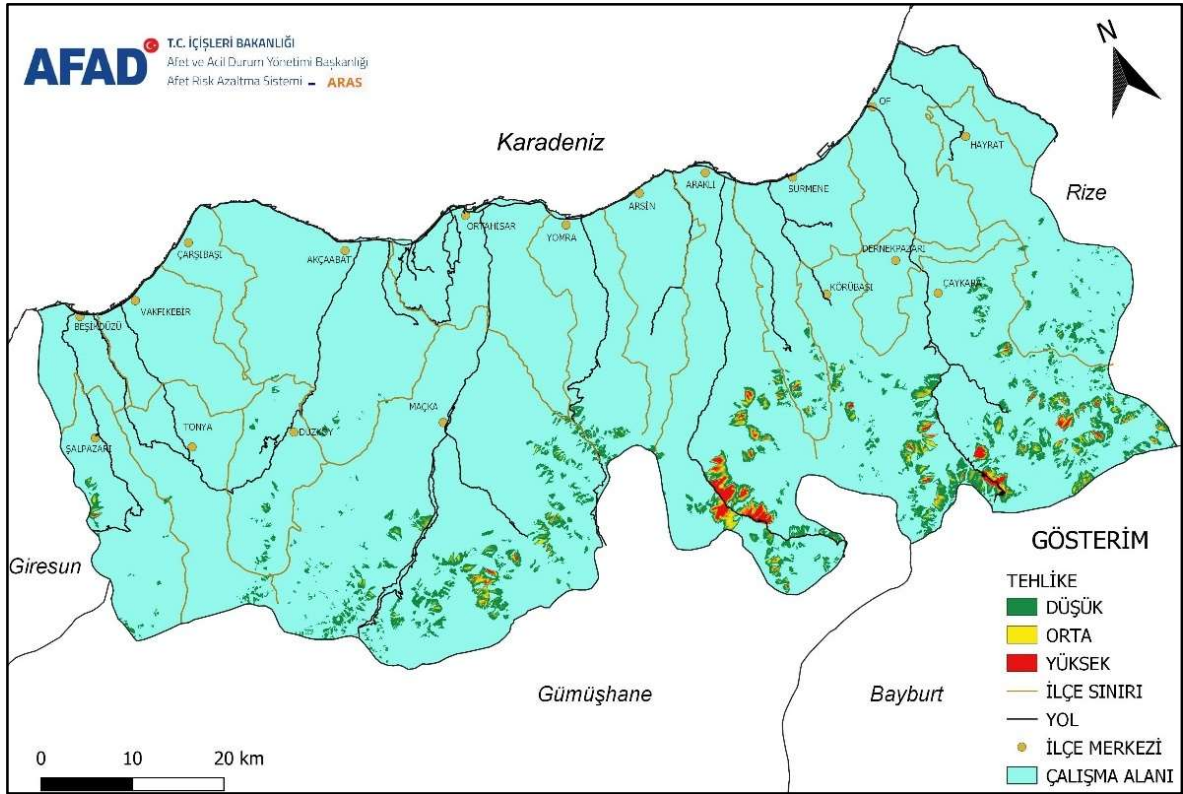 AFAD
T.C. İÇİŞLERİ BAKANLIĞI
Afet ve Acil Durum Yönetimi Başkanlığı
Afet Risk Azaltma Sistemi - ARAS
N
Karadeniz
OF
HAYRAT
Rize
ARAKLI
SÜRMENE
ARSİN
ORTAHİSAR
YOMRA
ÇARŞIBAŞI
AKÇAABAT
DERNEKPAZARI
KÖRÜBAŞI
ÇAYKARA
VAKFIKEBİR
BEŞİKDÜZÜ
MAÇKA
DÜZKÖY
TONYA
ŞALPAZARI
Giresun
Gümüşhane
Bayburt
GÖSTERİM
TEHLİKE
DÜŞÜK
ORTA
YÜKSEK
İLÇE SINIRI
YOL
İLÇE MERKEZİ
ÇALIŞMA ALANI
0 10 20 km